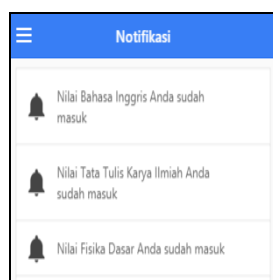 Notifikasi
Nilai Bahasa Inggris Anda sudah
masuk
Nilai Tata Tulis Karya Ilmiah Anda
sudah masuk
Nilai Fisika Dasar Anda sudah masuk